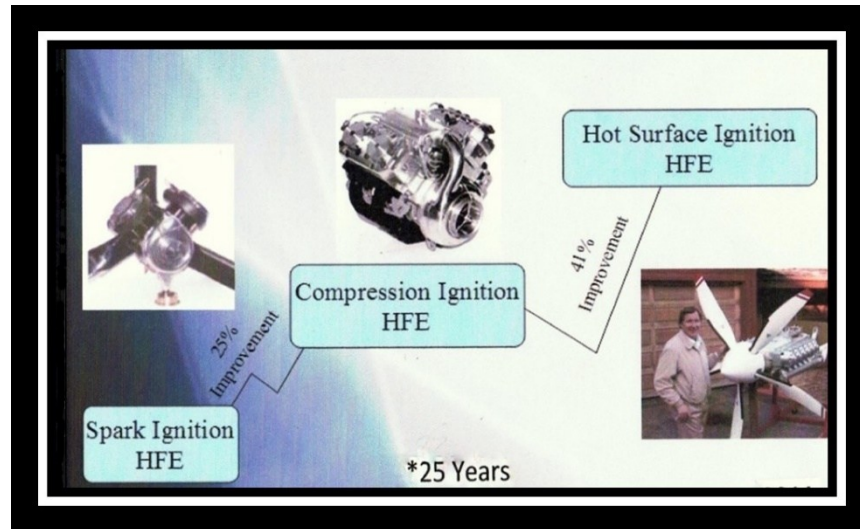 Hot Surface Ignition
HFE
41%
Improvement
Compression Ignition
HFE
25%
Improvement
Spark Ignition
HFE
*25 Years